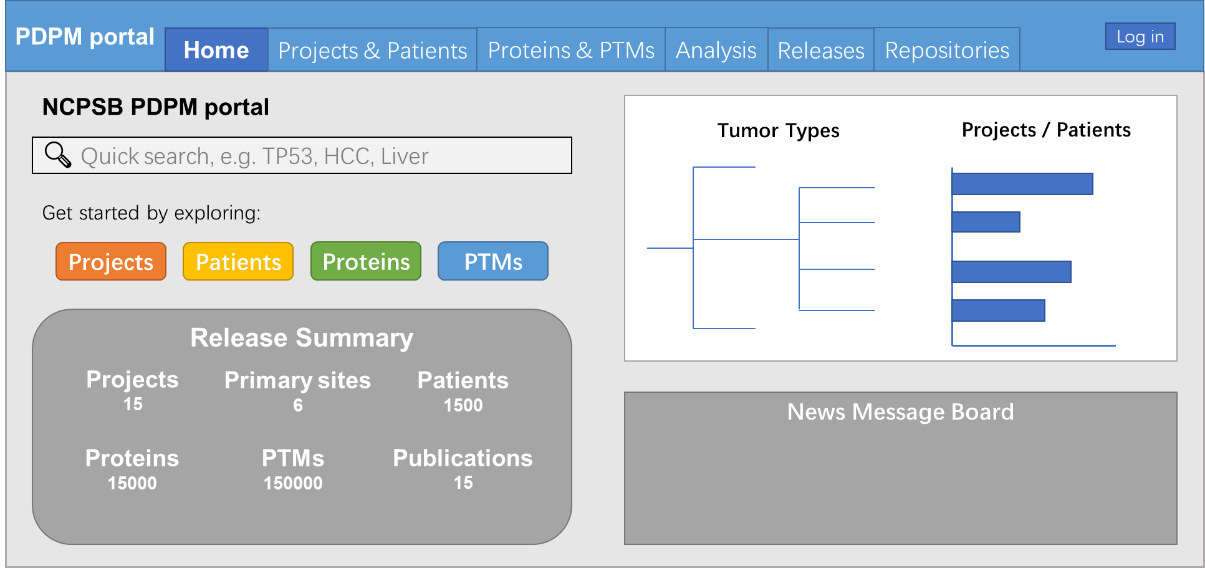 PDPM portal
Home
Projects & Patients
Proteins & PTMs
Analysis
Releases
Repositories
Log in
NCPSB PDPM portal
Quick search, e.g. TP53, HCC, Liver
Get started by exploring:
Projects
Patients
Proteins
PTMs
Release Summary
Projects
15
Primary sites
6
Patients
1500
Proteins
15000
PTMs
150000
Publications
15
Tumor Types
Projects / Patients
News Message Board